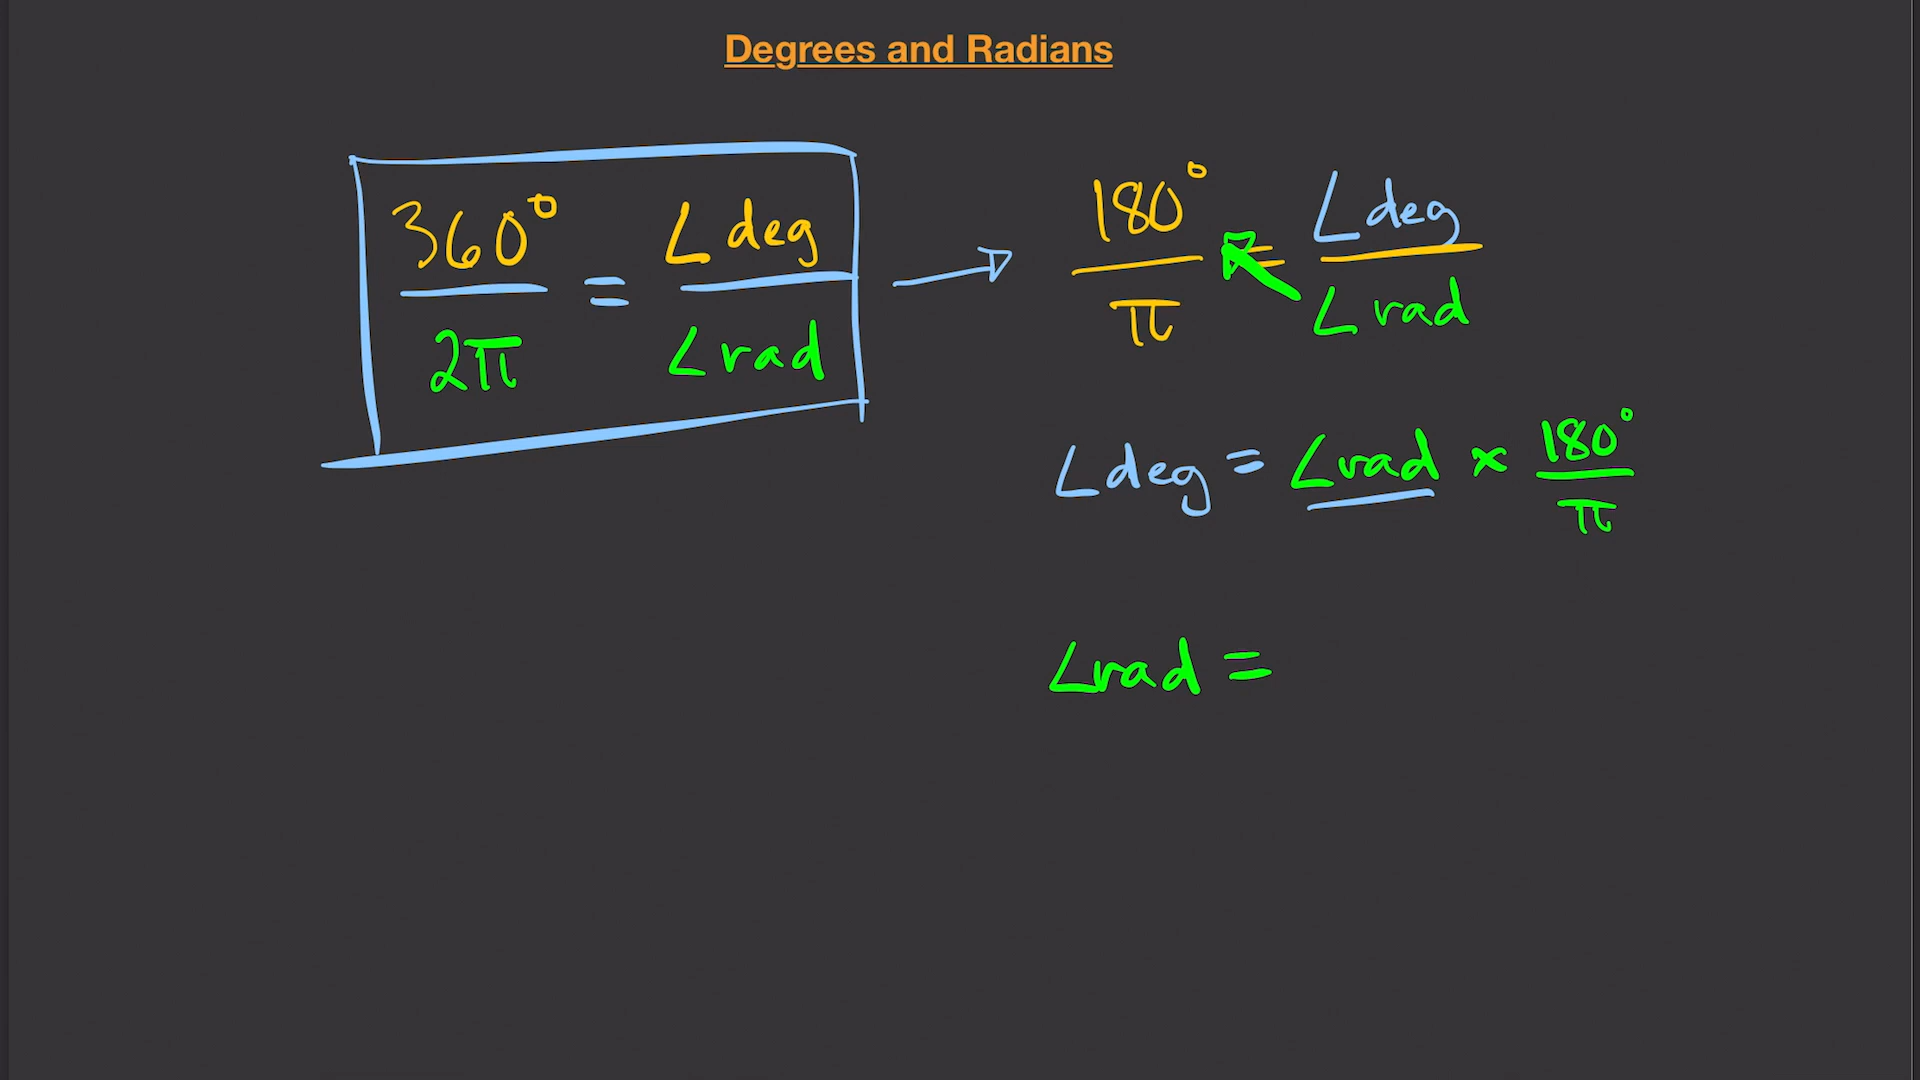 Degrees and Radians
360° / 2π = ∠ deg / ∠ rad
180° / π = ∠ deg / ∠ rad
∠deg = ∠rad × 180° / π
∠rad =